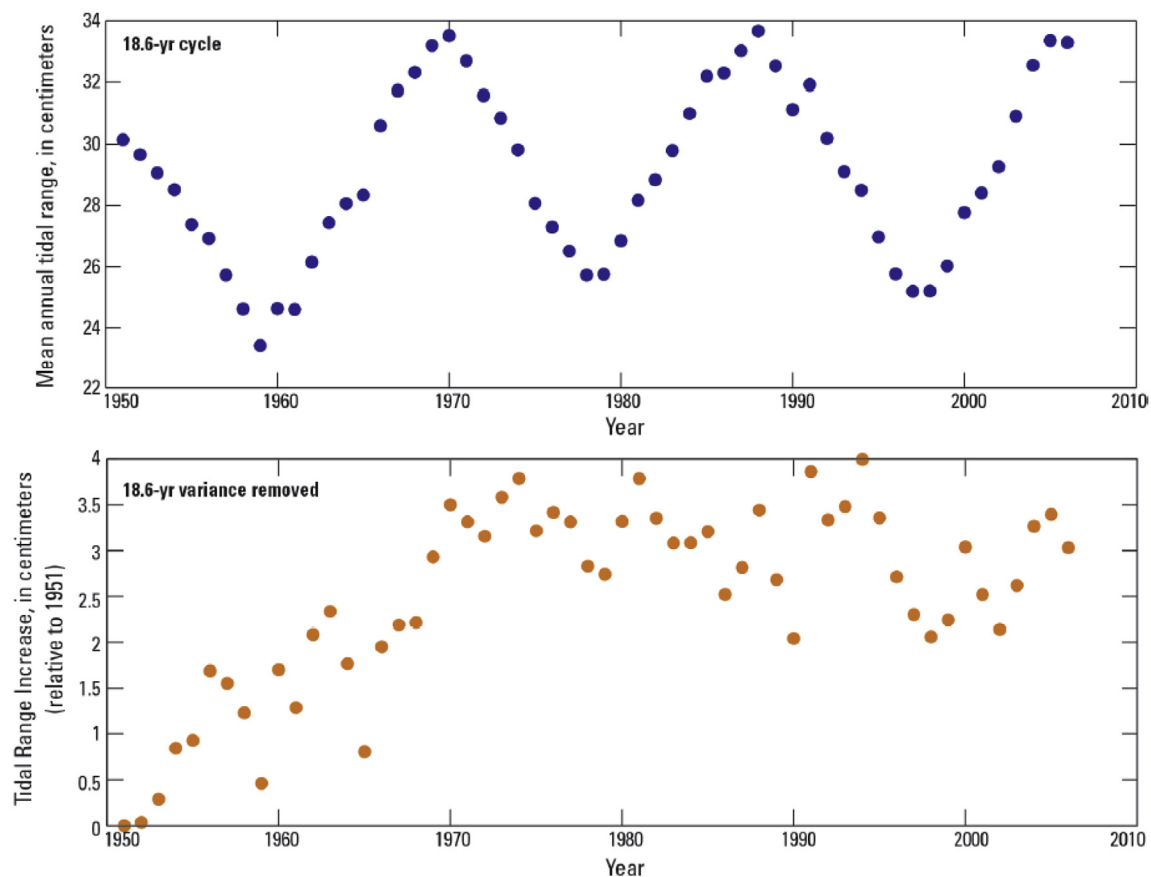 34
18.6-yr cycle
32
30
28
26
24
22
Mean annual tidal range, in centimeters
1950 1960 1970 1980 1990 2000 2010
Year
4
18.6-yr variance removed
3.5
3
2.5
2
1.5
1
0.5
0
Tidal Range Increase, in centimeters
(relative to 1951)
1950 1960 1970 1980 1990 2000 2010
Year